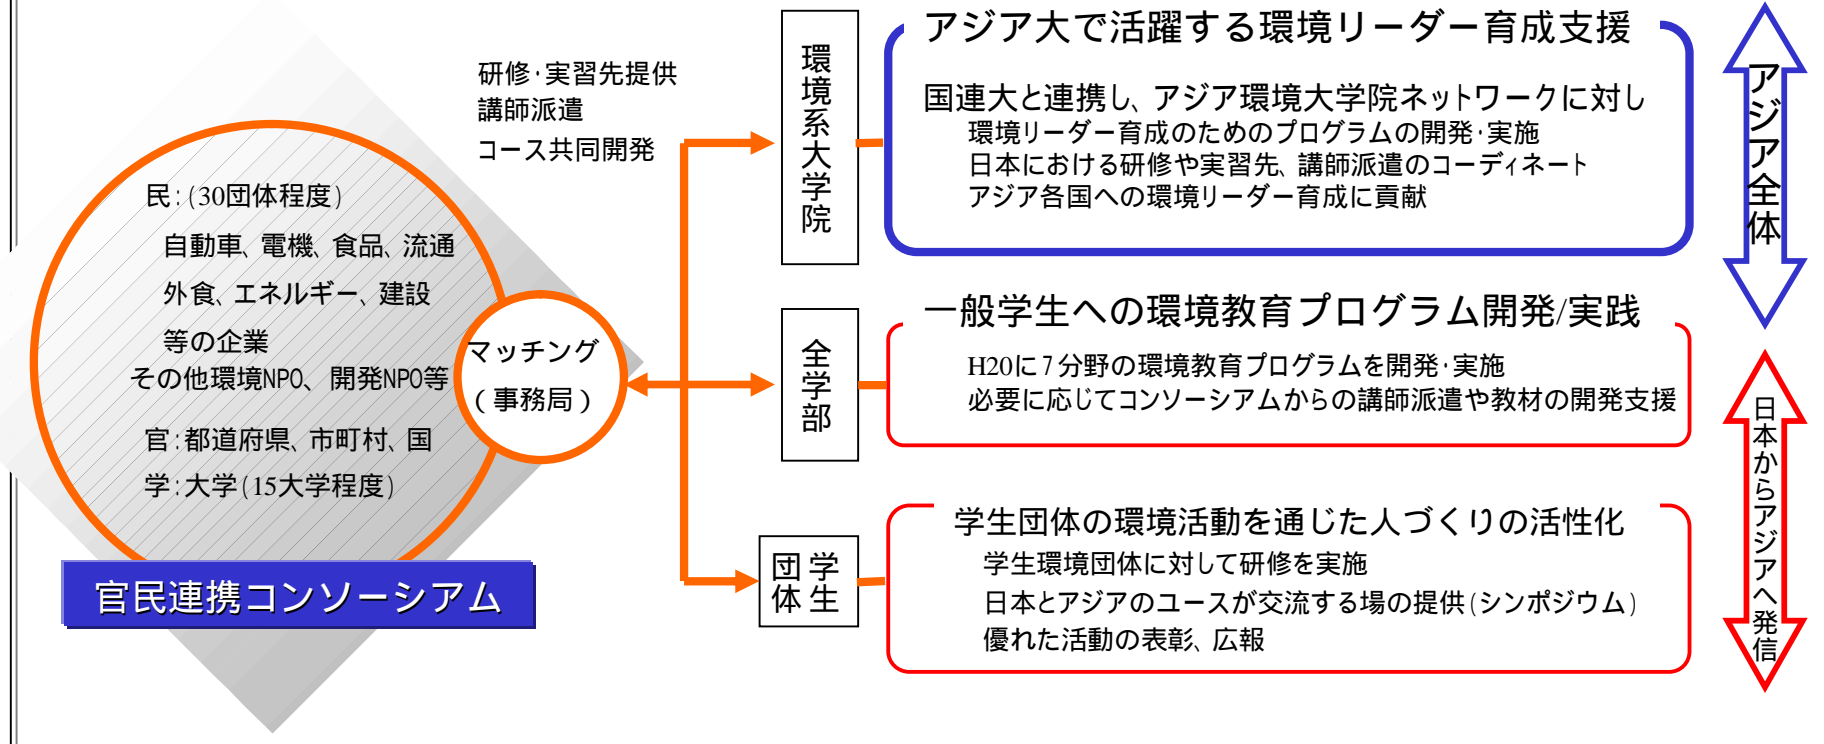 研修・実習先提供
講師派遣
コース共同開発
民：(30団体程度)
自動車、電機、食品、流通
外食、エネルギー、建設
等の企業
その他環境NPO、開発NPO等
官：都道府県、市町村、国
学：大学(15大学程度)
官民連携コンソーシアム
マッチング
(事務局)
環境系大学院
アジア大で活躍する環境リーダー育成支援
国連大と連携し、アジア環境大学院ネットワークに対し
環境リーダー育成のためのプログラムの開発・実施
日本における研修や実習先、講師派遣のコーディネート
アジア各国への環境リーダー育成に貢献
全学部
一般学生への環境教育プログラム開発/実践
H20に7分野の環境教育プログラムを開発・実施
必要に応じてコンソーシアムからの講師派遣や教材の開発支援
学生
団体
学生団体の環境活動を通じた人づくりの活性化
学生環境団体に対して研修を実施
日本とアジアのユースが交流する場の提供(シンポジウム)
優れた活動の表彰、広報
アジア全体
日本からアジアへ発信